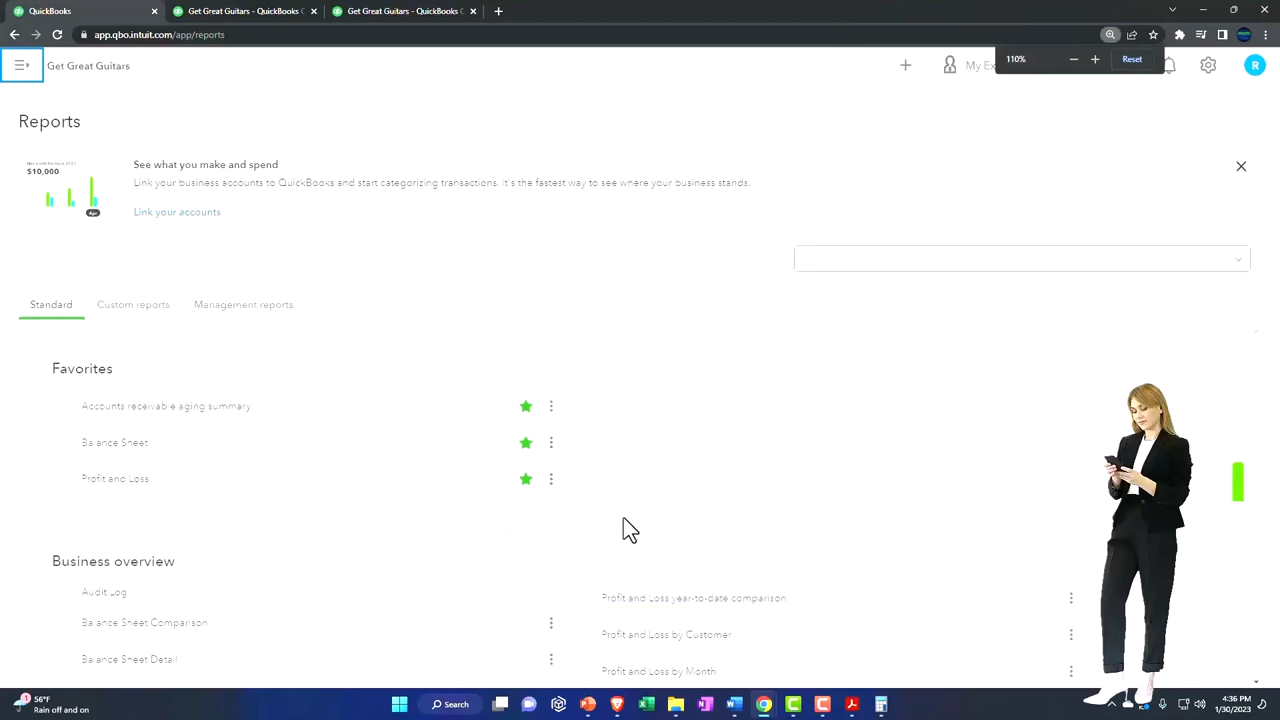 QuickBooks
Get Great Guitars - QuickBooks C
Get Great Guitars - QuickBooks C
app.qbo.intuit.com/app/reports
110%
Reset
Get Great Guitars
My Ex
R
Reports
$10,000
Apr
See what you make and spend
Link your business accounts to QuickBooks and start categorizing transactions. It's the fastest way to see where your business stands.
Link your accounts
Standard
Custom reports
Management reports
Favorites
Accounts receivable aging summary
Balance Sheet
Profit and Loss
Business overview
Audit Log
Balance Sheet Comparison
Balance Sheet Detail
Profit and Loss year-to-date comparison
Profit and Loss by Customer
Profit and Loss by Month
1
56°F
Rain off and on
Search
4:36 PM
1/30/2023